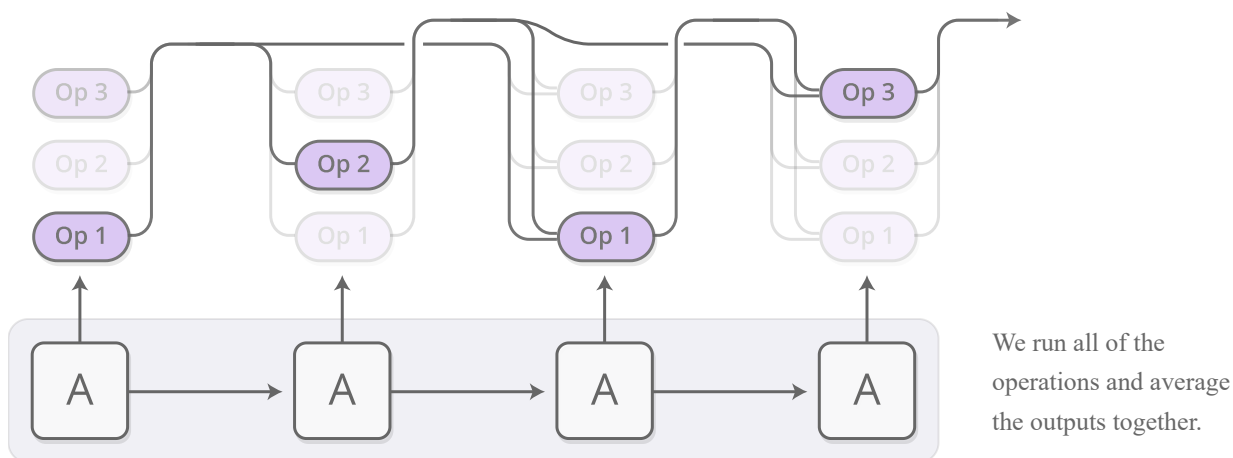 Op 3 Op 3 Op 3 Op 3
Op 2 Op 2 Op 2 Op 2
Op 1 Op 1 Op 1 Op 1
A A A A
We run all of the
operations and average
the outputs together.